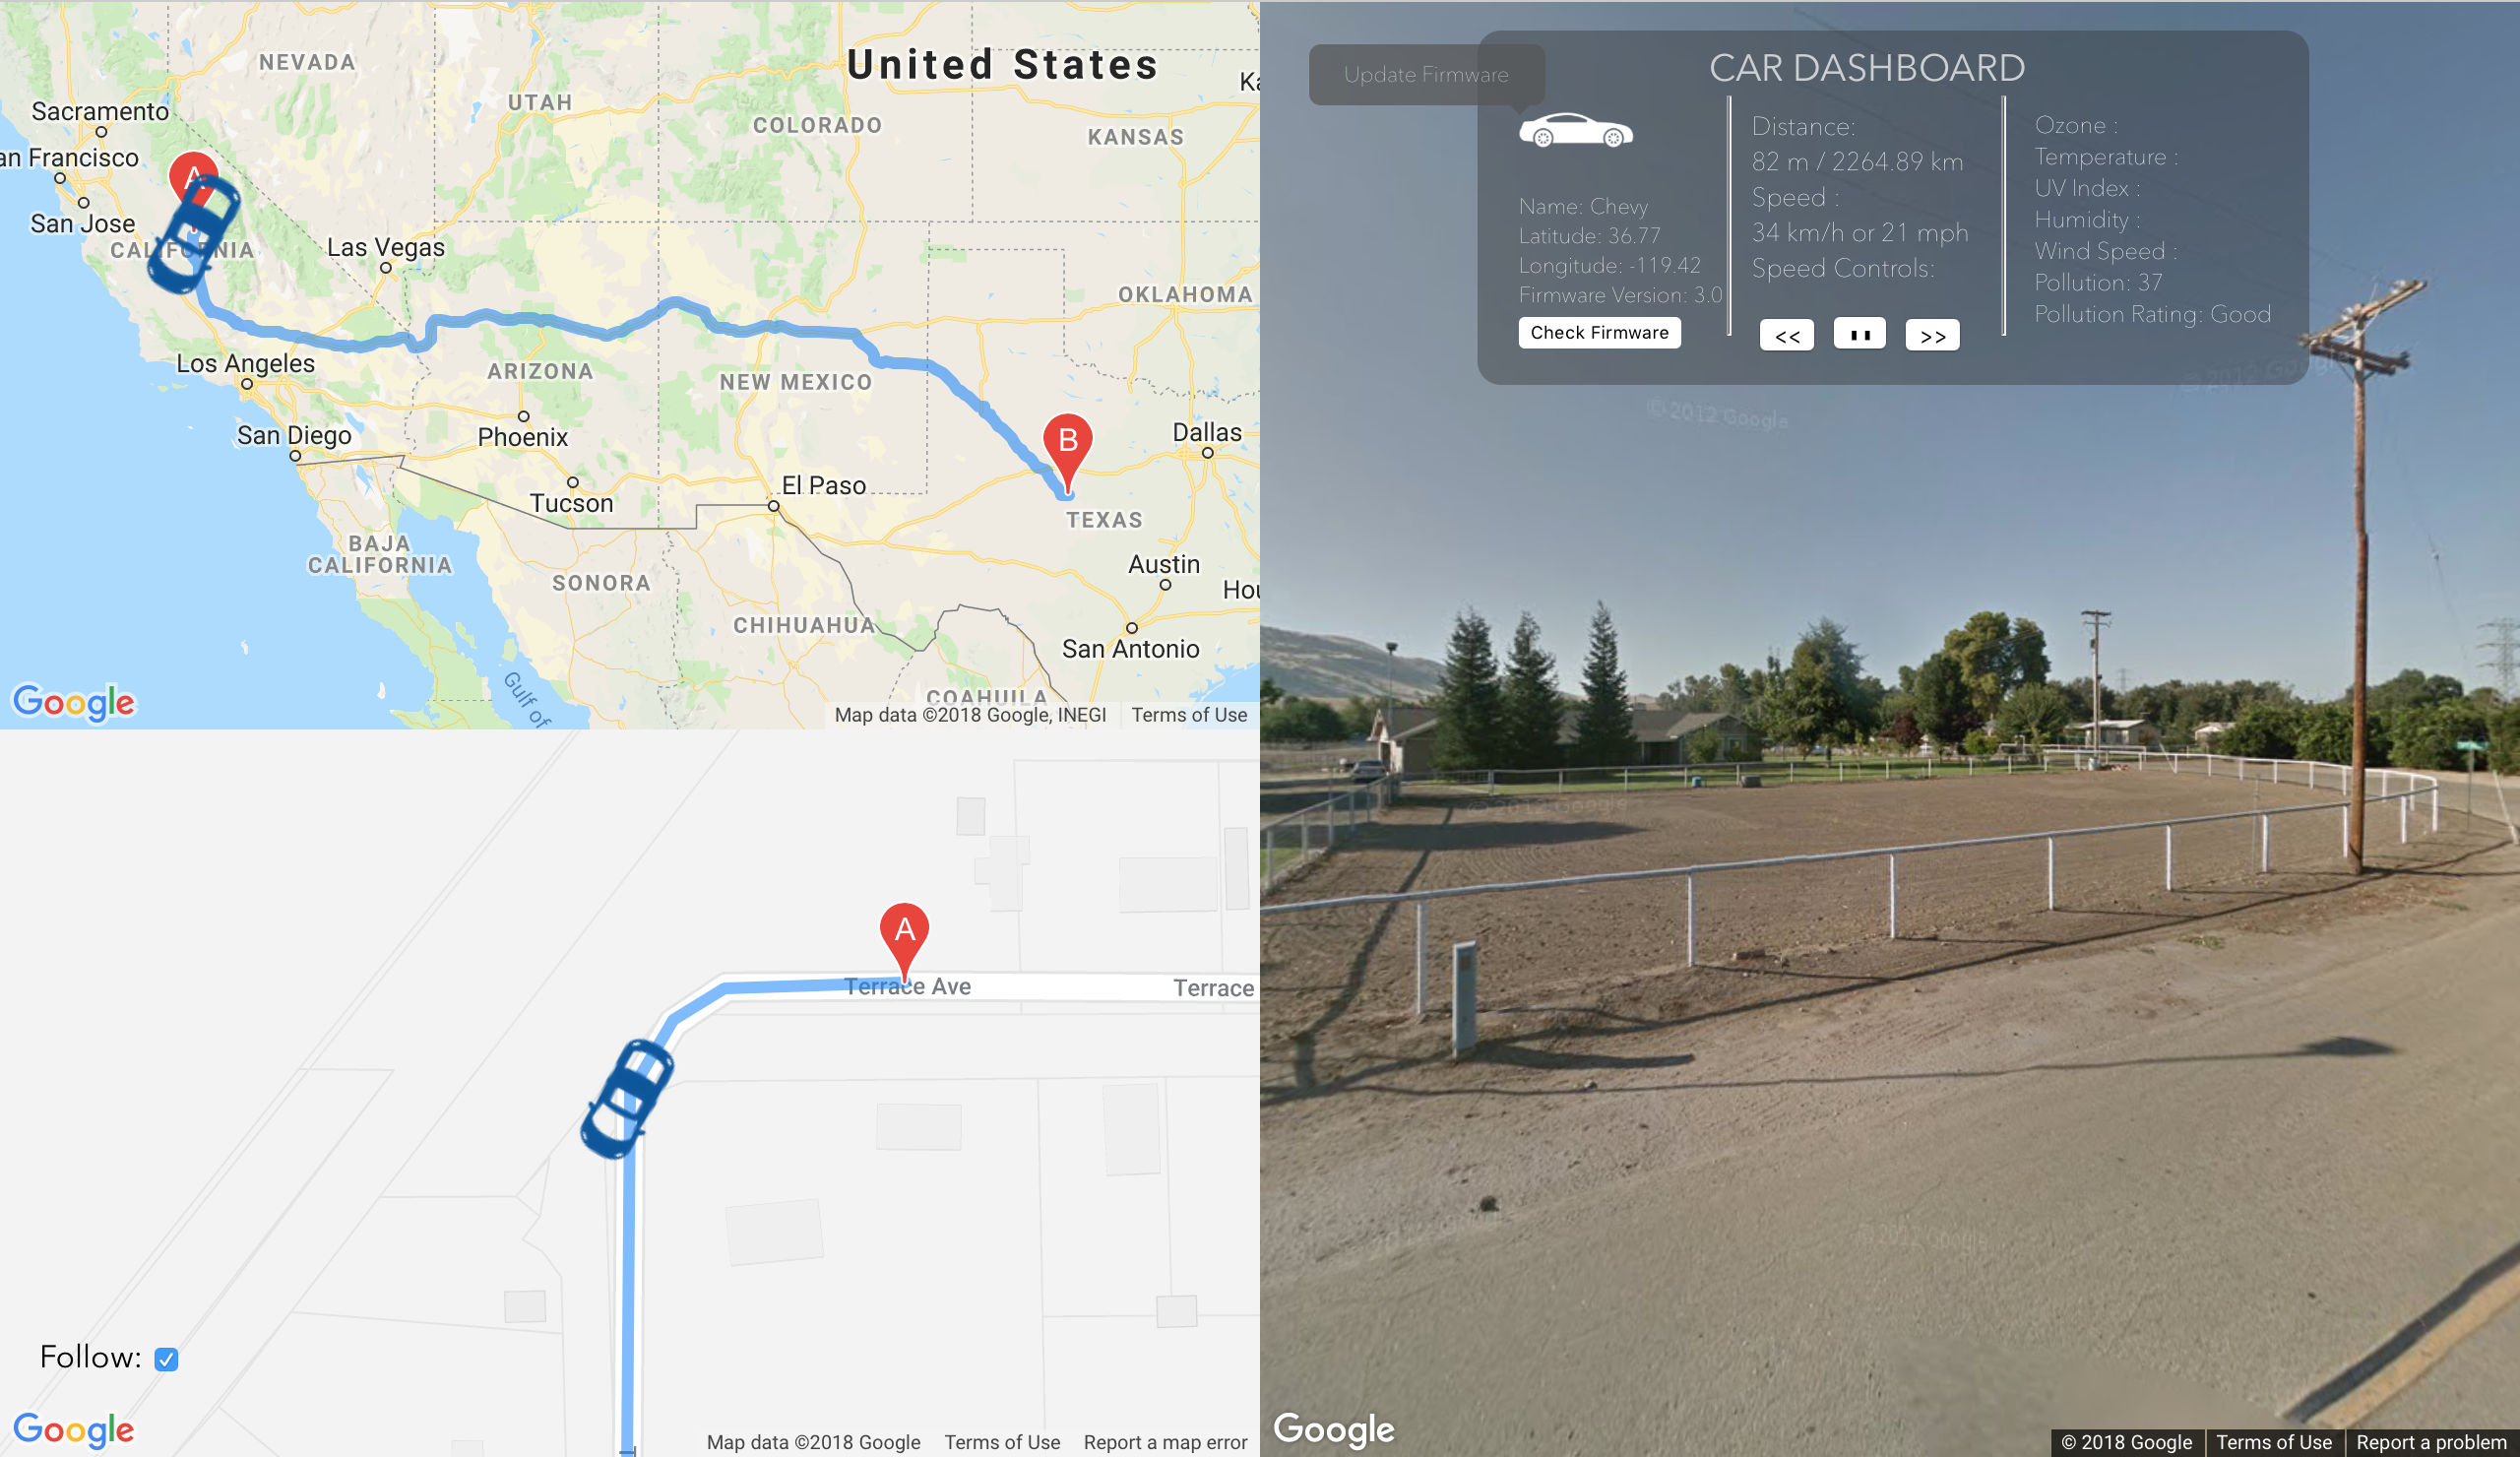 United States
NEVADA
UTAH
COLORADO
KANSAS
Ka
Sacramento
an Francisco
San Jose
CALIFORNIA
A
Las Vegas
OKLAHOMA
Los Angeles
ARIZONA
NEW MEXICO
San Diego
Phoenix
B
Dallas
Tucson
El Paso
TEXAS
BAJA
CALIFORNIA
SONORA
Austin
Hou
CHIHUAHUA
San Antonio
Gulf of
COAHUILA
Google
Map data ©2018 Google, INEGI
Terms of Use
A
Terrace Ave
Terrace
Follow:
Google
Map data ©2018 Google
Terms of Use
Report a map error
Update Firmware
CAR DASHBOARD
Name: Chevy
Latitude: 36.77
Longitude: -119.42
Firmware Version: 3.0
Check Firmware
Distance:
82 m / 2264.89 km
Speed :
34 km/h or 21 mph
Speed Controls:
<<
>>
Ozone :
Temperature :
UV Index :
Humidity :
Wind Speed :
Pollution: 37
Pollution Rating: Good
© 2012 Google
© 2012 Google
© 2012 Google
© 2012 Google
Google
© 2018 Google
Terms of Use
Report a problem